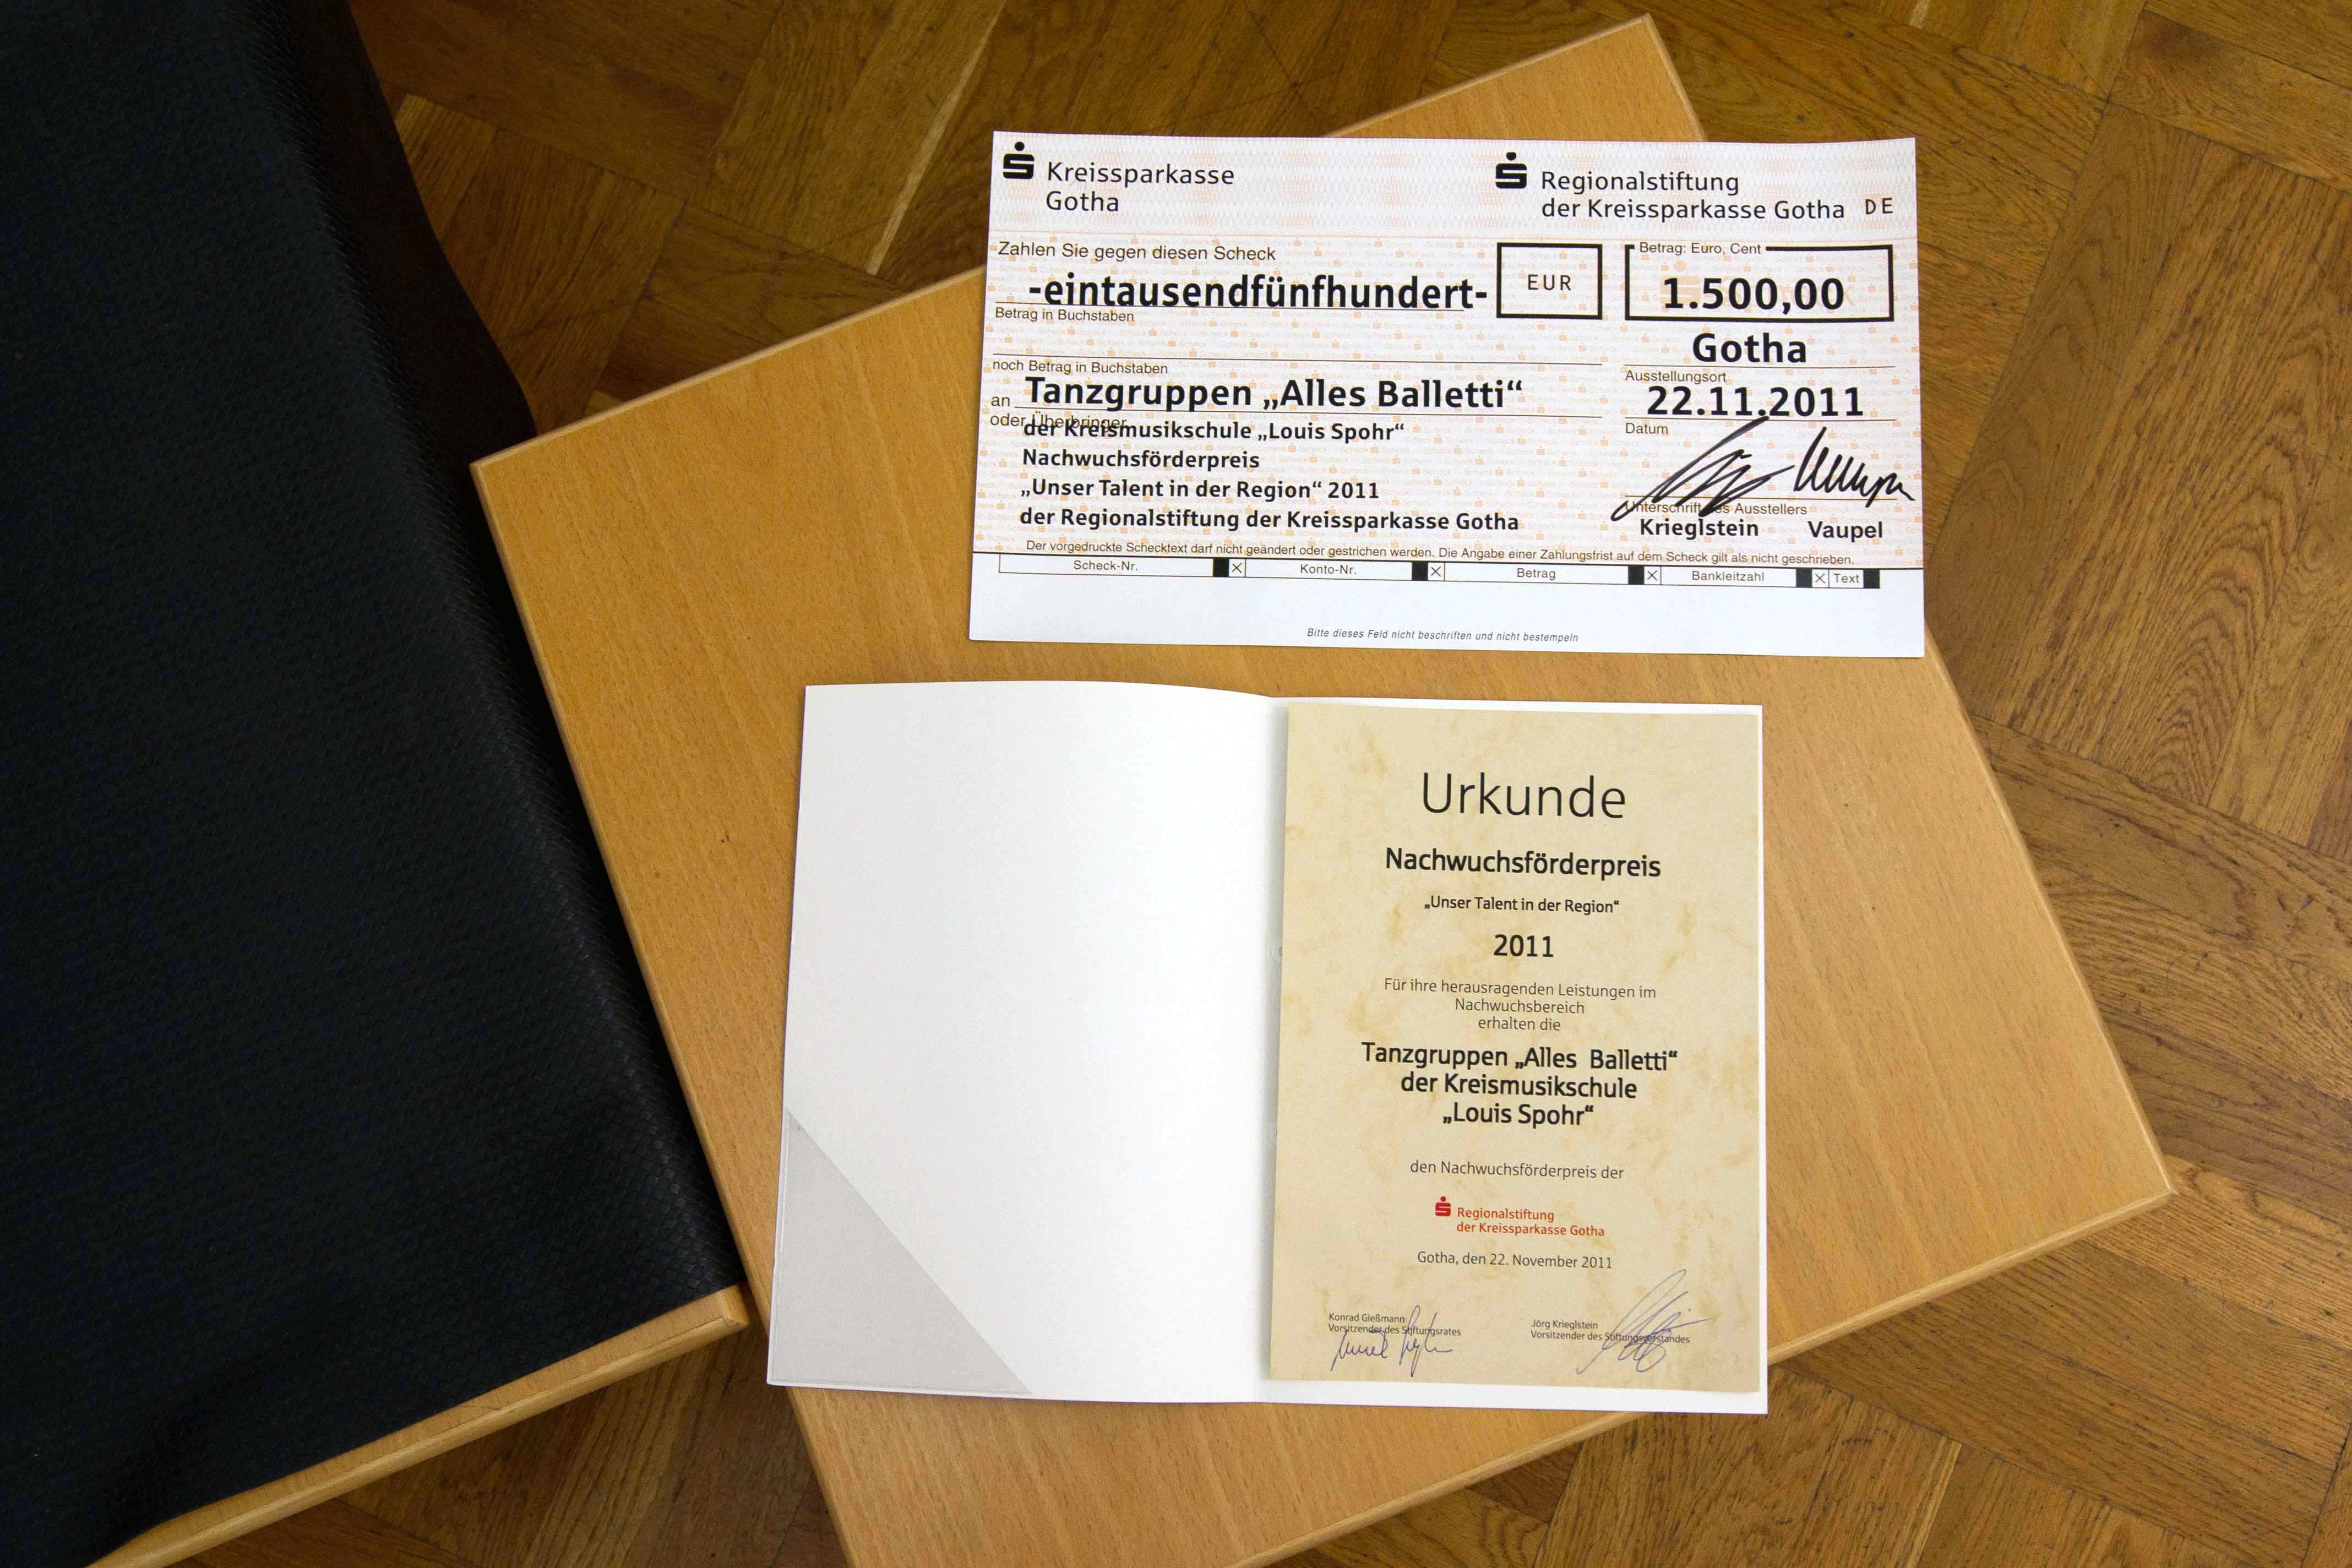 Kreissparkasse
Gotha
Regionalstiftung
der Kreissparkasse Gotha DE
Zahlen Sie gegen diesen Scheck
-eintausendfünfhundert-
Betrag in Buchstaben
EUR
Betrag: Euro, Cent
1.500,00
noch Betrag in Buchstaben
Gotha
Ausstellungsort
an Tanzgruppen „Alles Balletti“
oder Überbringer
22.11.2011
Datum
der Kreismusikschule „Louis Spohr“
Nachwuchsförderpreis
„Unser Talent in der Region“ 2011
der Regionalstiftung der Kreissparkasse Gotha
Unterschrift des Ausstellers
Krieglstein Vaupel
Der vorgedruckte Schecktext darf nicht geändert oder gestrichen werden. Die Angabe einer Zahlungsfrist auf dem Scheck gilt als nicht geschrieben.
Scheck-Nr. X Konto-Nr. X Betrag X Bankleitzahl X Text
Bitte dieses Feld nicht beschriften und nicht bestempeln
Urkunde
Nachwuchsförderpreis
„Unser Talent in der Region“
2011
Für ihre herausragenden Leistungen im
Nachwuchsbereich
erhalten die
Tanzgruppen „Alles Balletti“
der Kreismusikschule
„Louis Spohr“
den Nachwuchsförderpreis der
Regionalstiftung
der Kreissparkasse Gotha
Gotha, den 22. November 2011
Konrad Gießmann
Vorsitzender des Stiftungsrates
Jörg Krieglstein
Vorsitzender des Stiftungsvorstandes